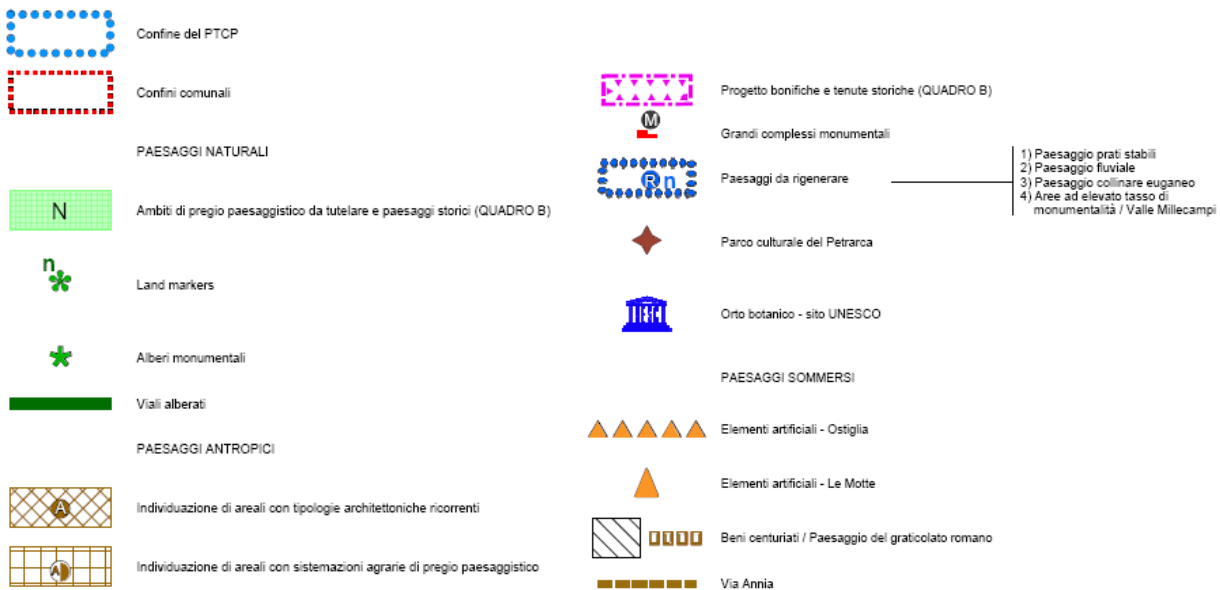 Confine del PTCP
Confini comunali
PAESAGGI NATURALI
N
Ambiti di pregio paesaggistico da tutelare e paesaggi storici (QUADRO B)
n
Land markers
Alberi monumentali
Viali alberati
PAESAGGI ANTROPICI
A
Individuazione di areali con tipologie architettoniche ricorrenti
A
Individuazione di areali con sistemazioni agrarie di pregio paesaggistico
Progetto bonifiche e tenute storiche (QUADRO B)
M
Grandi complessi monumentali
R n
Paesaggi da rigenerare
1) Paesaggio prati stabili
2) Paesaggio fluviale
3) Paesaggio collinare euganeo
4) Aree ad elevato tasso di
monumentalità / Valle Millecampi
Parco culturale del Petrarca
Orto botanico - sito UNESCO
PAESAGGI SOMMERSI
Elementi artificiali - Ostiglia
Elementi artificiali - Le Motte
Beni centuriati / Paesaggio del graticolato romano
Via Annia